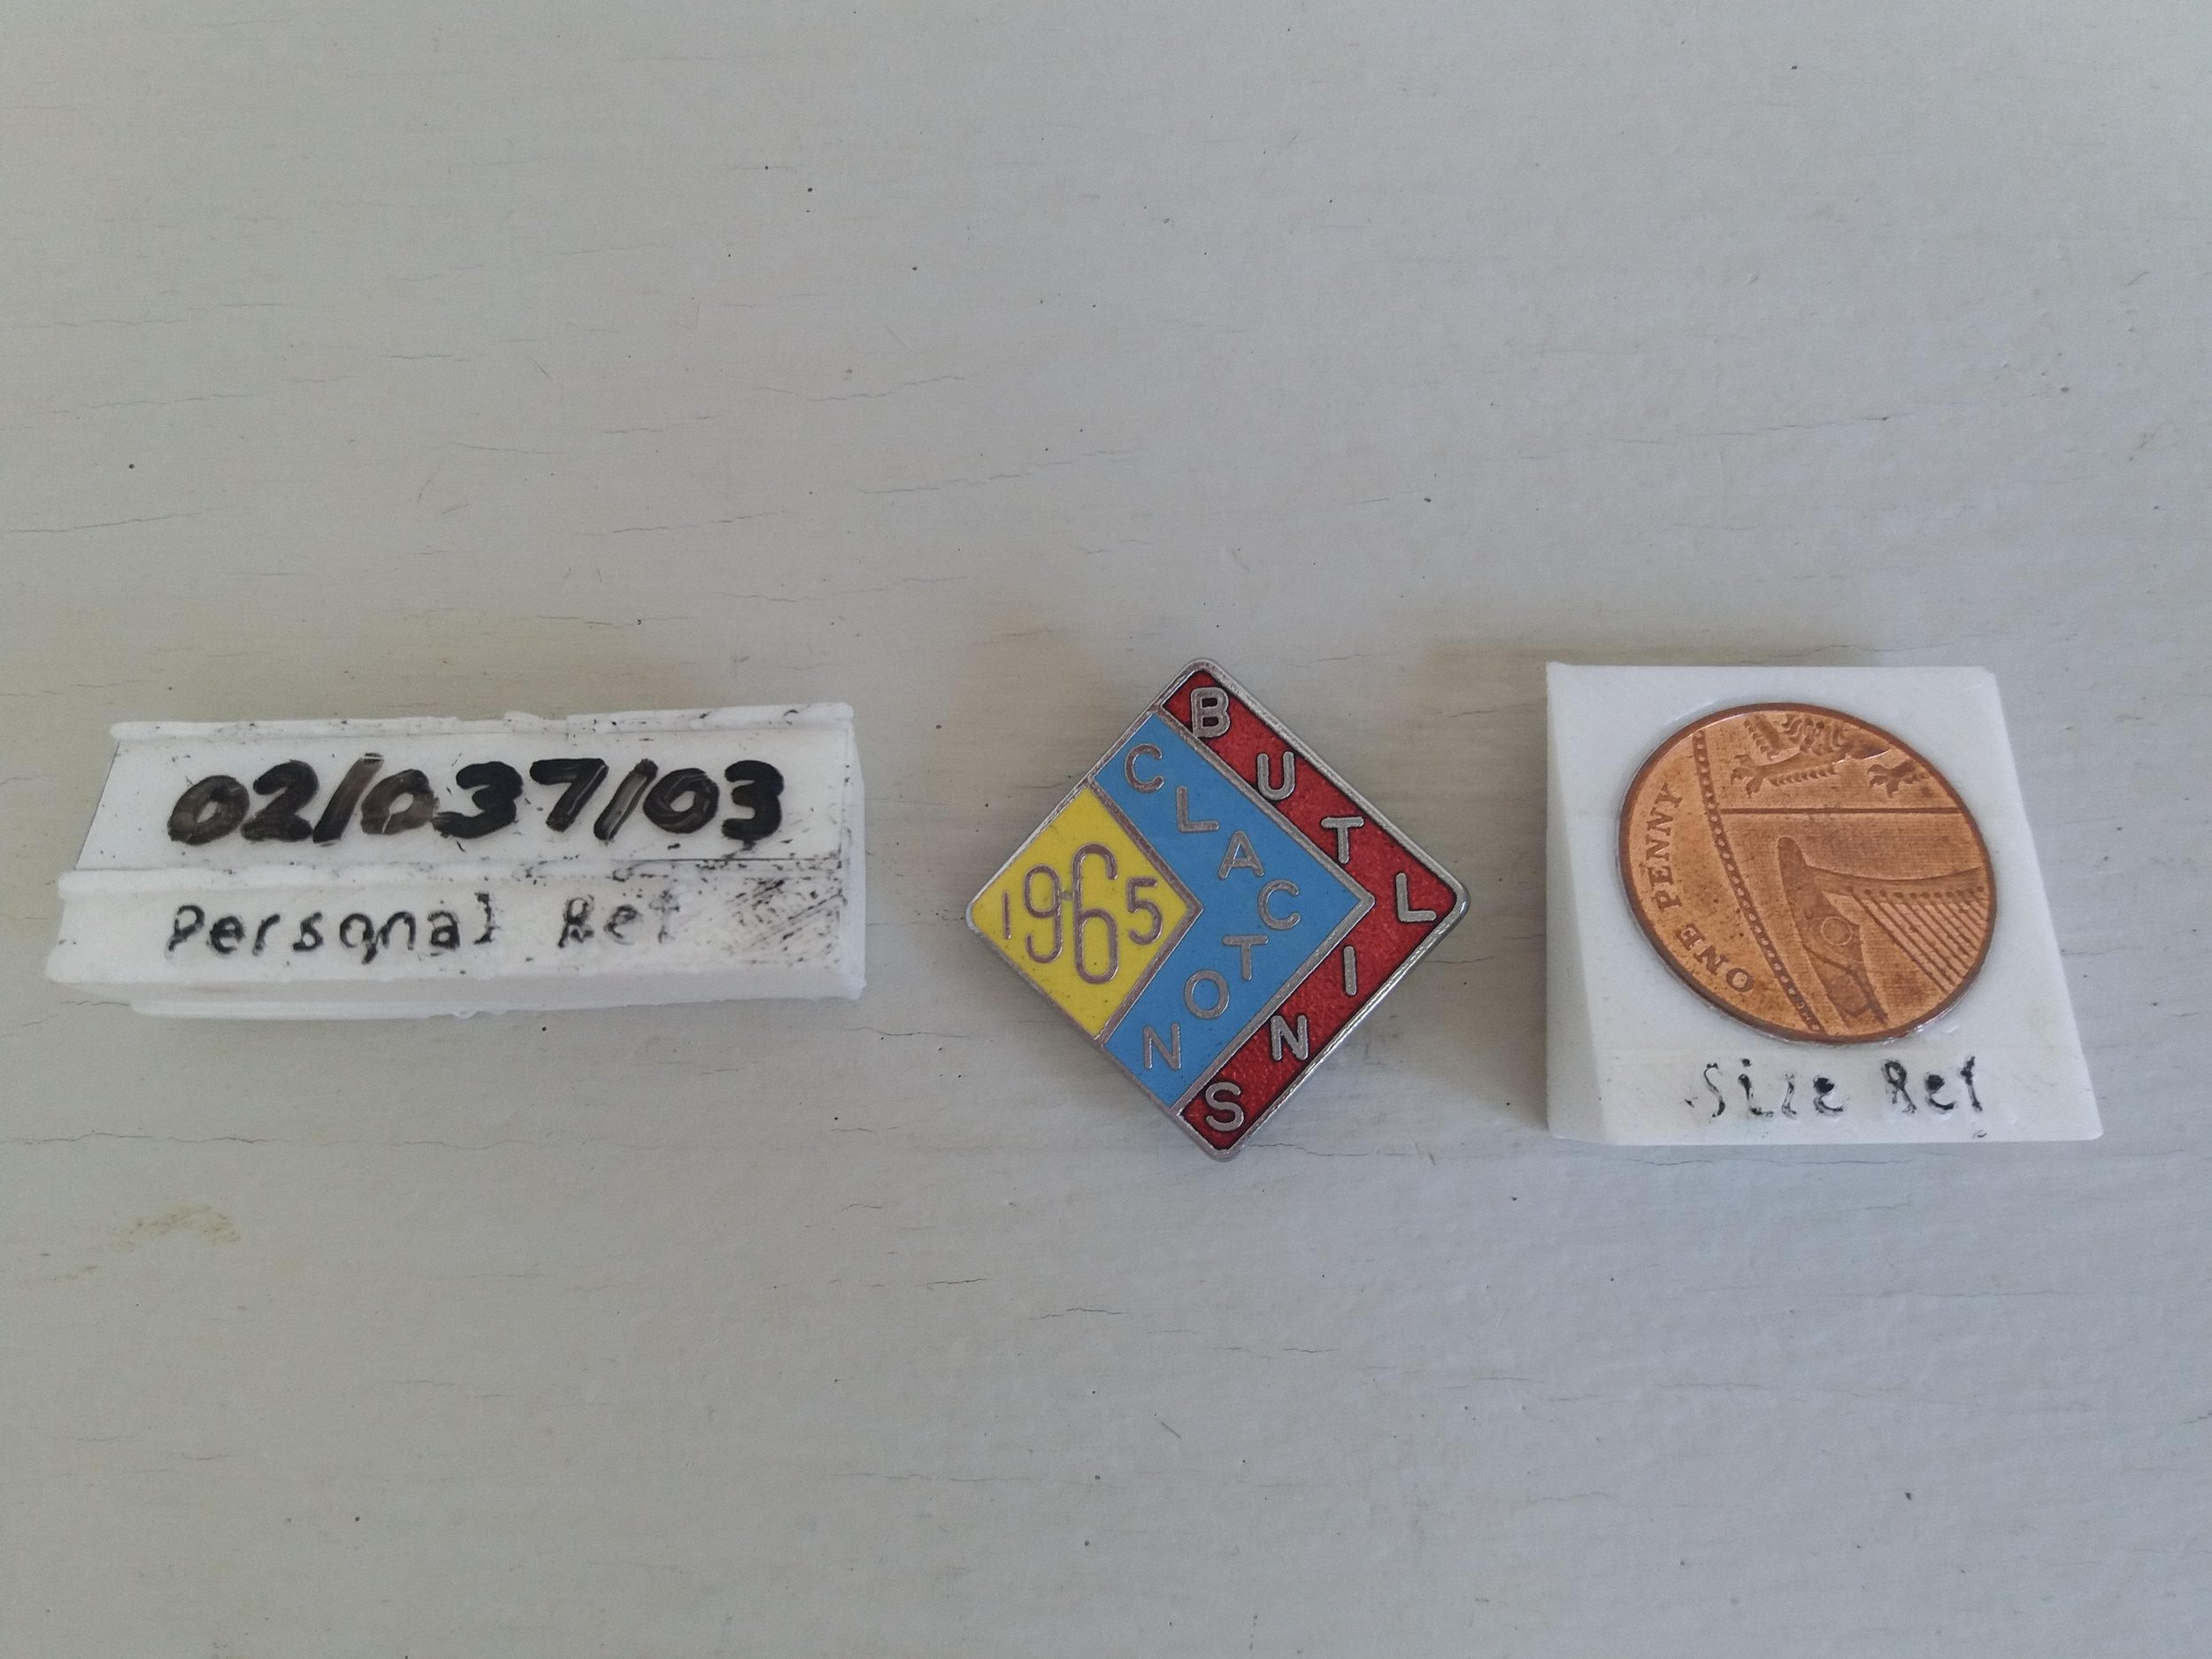 02/037/03
Personal Ref
BUTLINS
CLACTON
1965
ONE PENNY
Size Ref